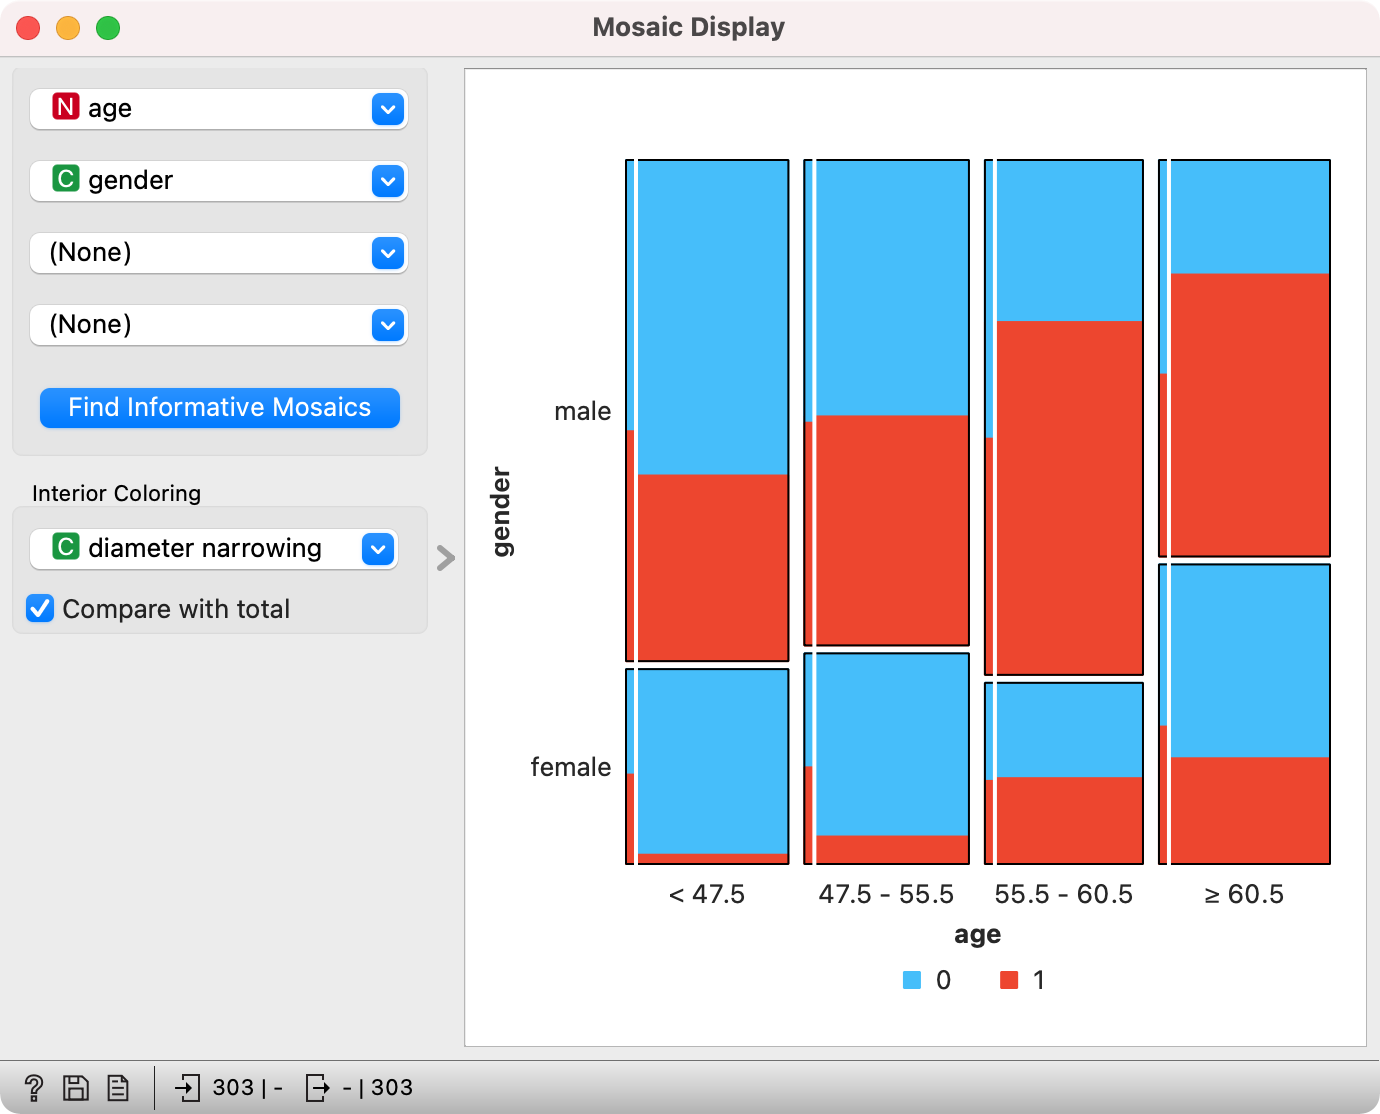 Mosaic Display
N age
C gender
(None)
(None)
Find Informative Mosaics
Interior Coloring
C diameter narrowing
Compare with total
gender
male
female
< 47.5
47.5 - 55.5
55.5 - 60.5
≥ 60.5
age
0
1
? 303 | - - | 303